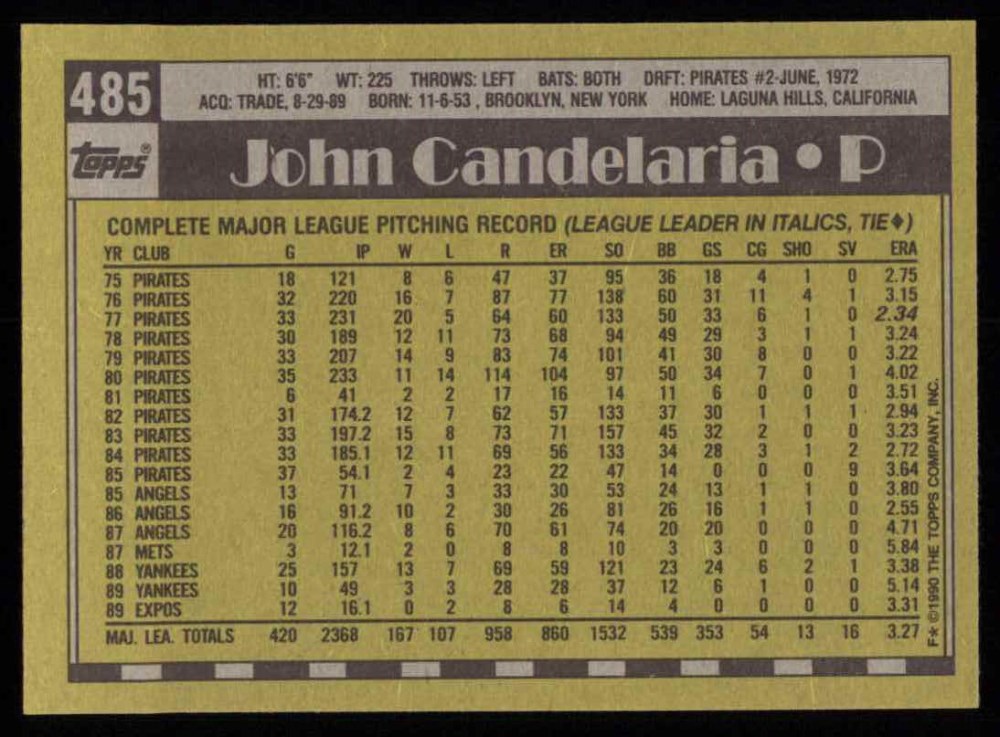 485
HT: 6'6" WT: 225 THROWS: LEFT BATS: BOTH DRFT: PIRATES #2-JUNE, 1972
ACQ: TRADE, 8-29-89 BORN: 11-6-53 , BROOKLYN, NEW YORK HOME: LAGUNA HILLS, CALIFORNIA
Topps®
John Candelaria • P
COMPLETE MAJOR LEAGUE PITCHING RECORD (LEAGUE LEADER IN ITALICS, TIE♦)
YR CLUB G IP W L R ER SO BB GS CG SHO SV ERA
75 PIRATES 18 121 8 6 47 37 95 36 18 4 1 0 2.75
76 PIRATES 32 220 16 7 87 77 138 60 31 11 4 1 3.15
77 PIRATES 33 231 20 5 64 60 133 50 33 6 1 0 2.34
78 PIRATES 30 189 12 11 73 68 94 49 29 3 1 1 3.24
79 PIRATES 33 207 14 9 83 74 101 41 30 8 0 0 3.22
80 PIRATES 35 233 11 14 114 104 97 50 34 7 0 1 4.02
81 PIRATES 6 41 2 2 17 16 14 11 6 0 0 0 3.51
82 PIRATES 31 174.2 12 7 62 57 133 37 30 1 1 1 2.94
83 PIRATES 33 197.2 15 8 73 71 157 45 32 2 0 0 3.23
84 PIRATES 33 185.1 12 11 69 56 133 34 28 3 1 2 2.72
85 PIRATES 37 54.1 2 4 23 22 47 14 0 0 0 9 3.64
85 ANGELS 13 71 7 3 33 30 53 24 13 1 1 0 3.80
86 ANGELS 16 91.2 10 2 30 26 81 26 16 1 1 0 2.55
87 ANGELS 20 116.2 8 6 70 61 74 20 20 0 0 0 4.71
87 METS 3 12.1 2 0 8 8 10 3 3 0 0 0 5.84
88 YANKEES 25 157 13 7 69 59 121 23 24 6 2 1 3.38
89 YANKEES 10 49 3 3 28 28 37 12 6 1 0 0 5.14
89 EXPOS 12 16.1 0 2 8 6 14 4 0 0 0 0 3.31
MAJ. LEA. TOTALS 420 2368 167 107 958 860 1532 539 353 54 13 16 3.27
F✶ ©1990 THE TOPPS COMPANY, INC.